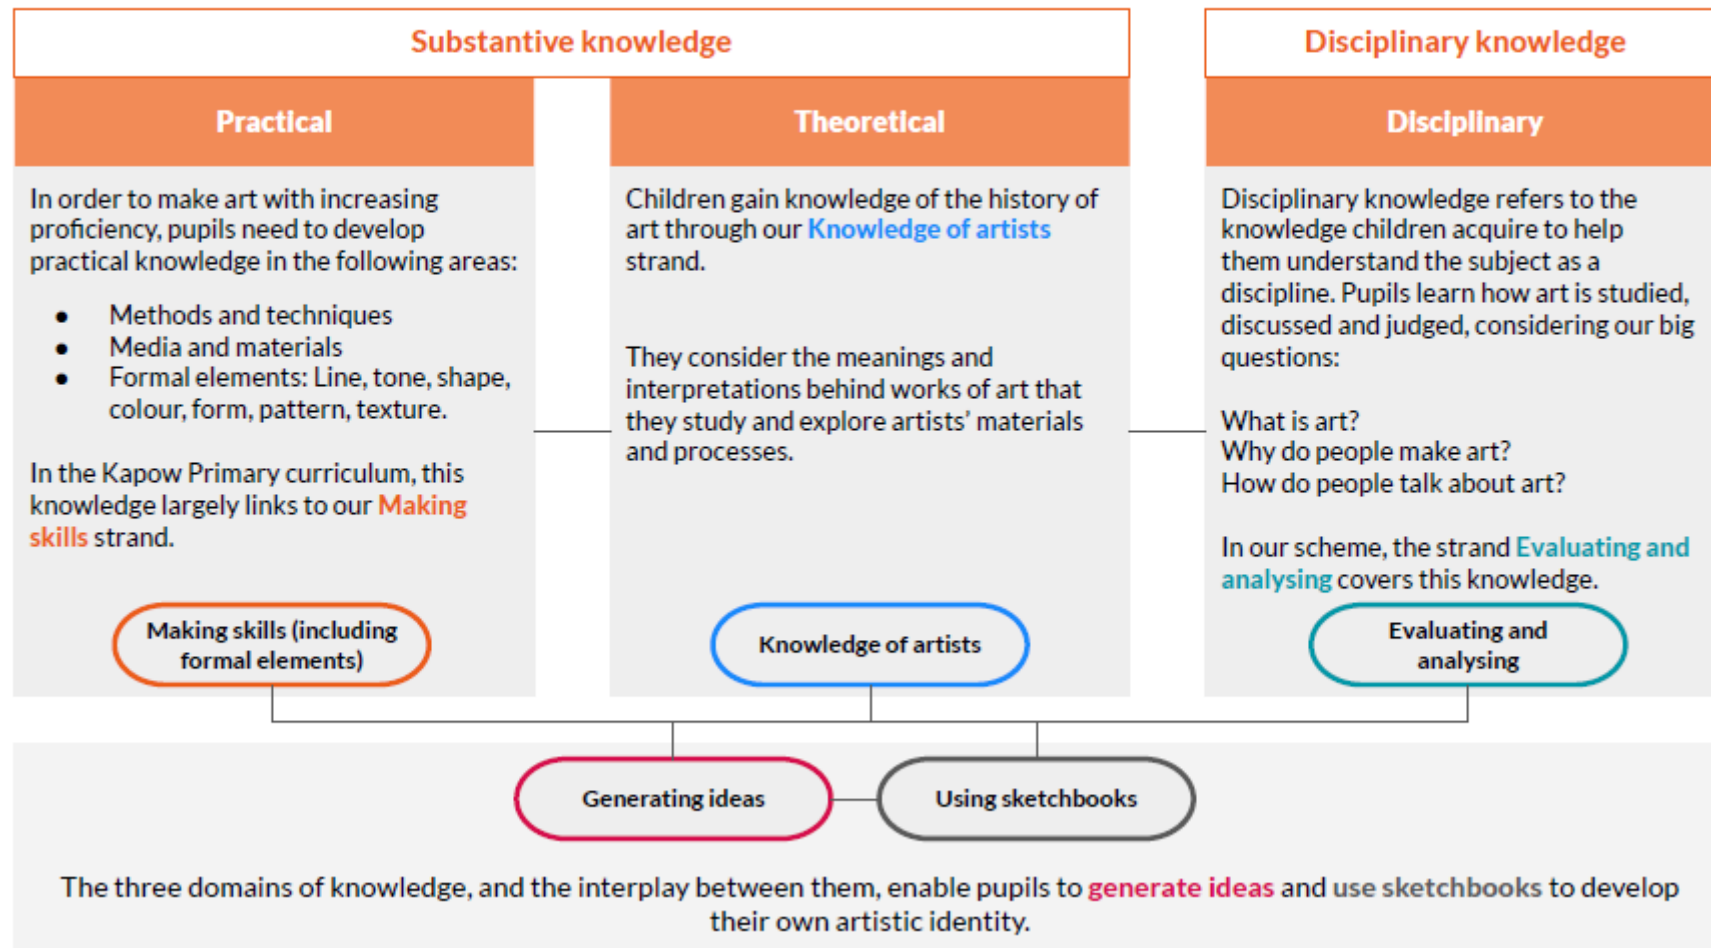 Substantive knowledge
Disciplinary knowledge
Practical
Theoretical
Disciplinary
In order to make art with increasing
proficiency, pupils need to develop
practical knowledge in the following areas:
● Methods and techniques
● Media and materials
● Formal elements: Line, tone, shape,
colour, form, pattern, texture.
In the Kapow Primary curriculum, this
knowledge largely links to our Making
skills strand.
Making skills (including
formal elements)
Children gain knowledge of the history of
art through our Knowledge of artists
strand.
They consider the meanings and
interpretations behind works of art that
they study and explore artists’ materials
and processes.
Knowledge of artists
Disciplinary knowledge refers to the
knowledge children acquire to help
them understand the subject as a
discipline. Pupils learn how art is studied,
discussed and judged, considering our big
questions:
What is art?
Why do people make art?
How do people talk about art?
In our scheme, the strand Evaluating and
analysing covers this knowledge.
Evaluating and
analysing
Generating ideas
Using sketchbooks
The three domains of knowledge, and the interplay between them, enable pupils to generate ideas and use sketchbooks to develop
their own artistic identity.